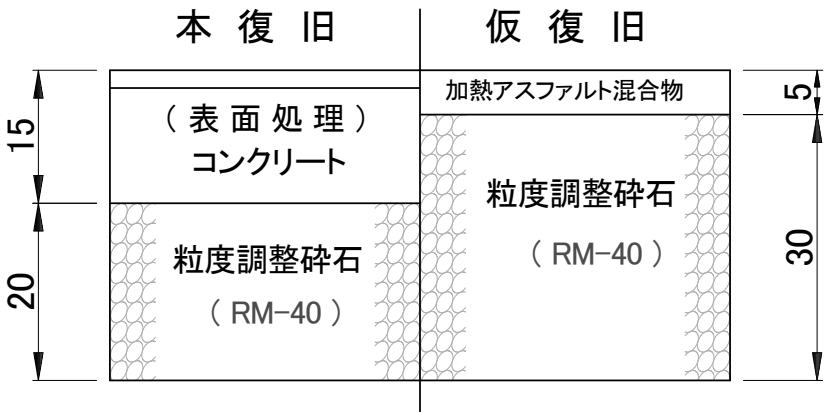 本復旧
仮復旧
15
20
（表面処理）
コンクリート
粒度調整砕石
（RM-40）
加熱アスファルト混合物
粒度調整砕石
（RM-40）
5
30